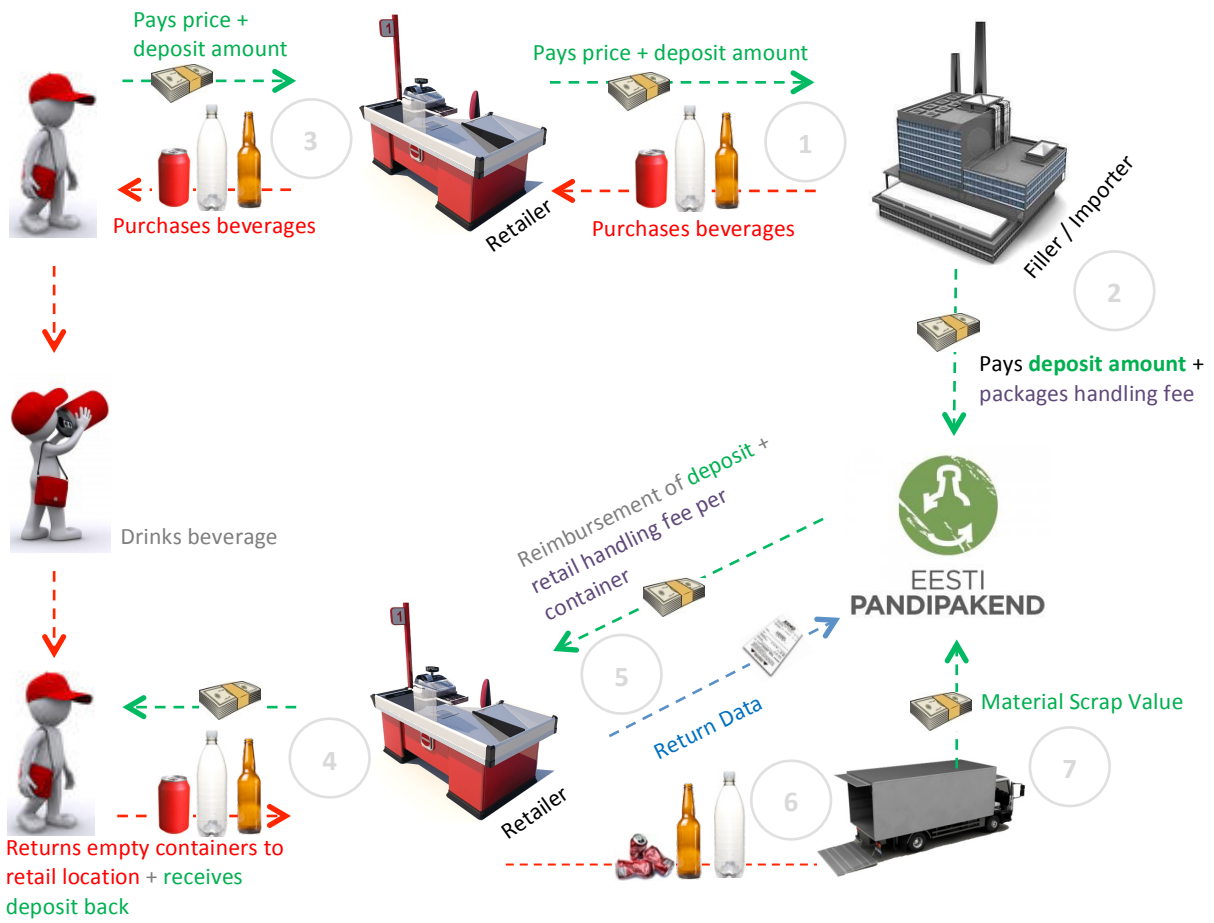 Pays price +
deposit amount
3
Purchases beverages
1
Retailer
Pays price + deposit amount
1
Purchases beverages
Filler / Importer
2
Pays deposit amount +
packages handling fee
Drinks beverage
Reimbursement of deposit +
retail handling fee per
container
5
Return Data
EESTI
PANDIPAKEND
Material Scrap Value
7
6
4
1
Retailer
Returns empty containers to
retail location + receives
deposit back